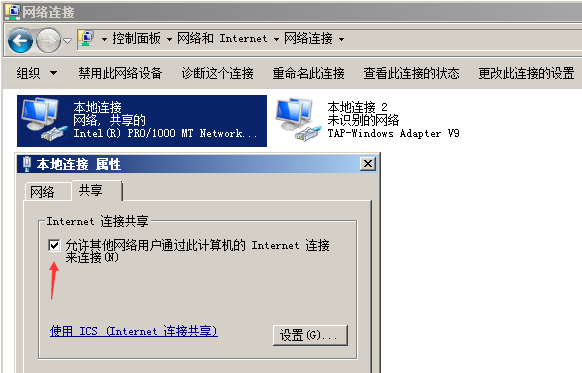 网络连接
控制面板 网络和 Internet 网络连接
组织 禁用此网络设备 诊断这个连接 重命名此连接 查看此连接的状态 更改此连接的设置
本地连接
网络, 共享的
Intel(R) PRO/1000 MT Network...
本地连接 2
未识别的网络
TAP-Windows Adapter V9
本地连接 属性
网络 共享
Internet 连接共享
允许其他网络用户通过此计算机的 Internet 连接
来连接(N)
使用 ICS (Internet 连接共享)
设置(G)...